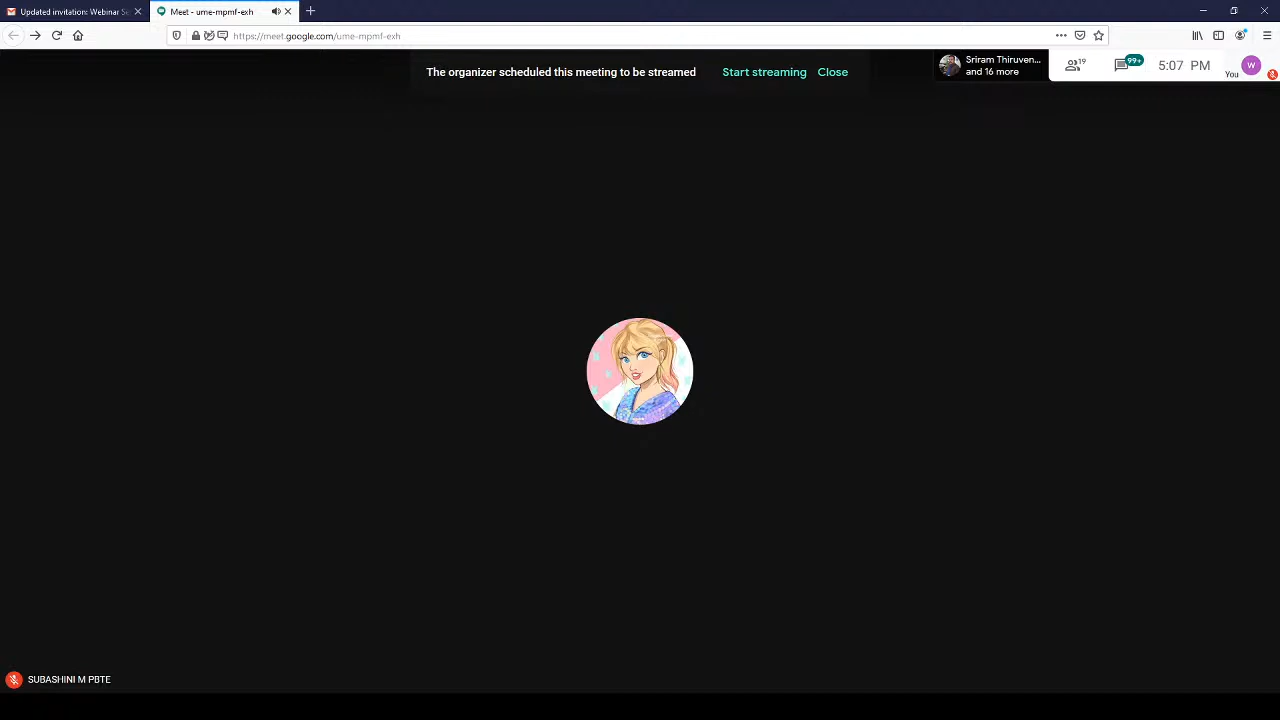 Updated invitation: Webinar Se
Meet - ume-mpmf-exh
https://meet.google.com/ume-mpmf-exh
The organizer scheduled this meeting to be streamed
Start streaming
Close
Sriram Thiruven...
and 16 more
19
99+
5:07 PM
You
W
SUBASHINI M PBTE